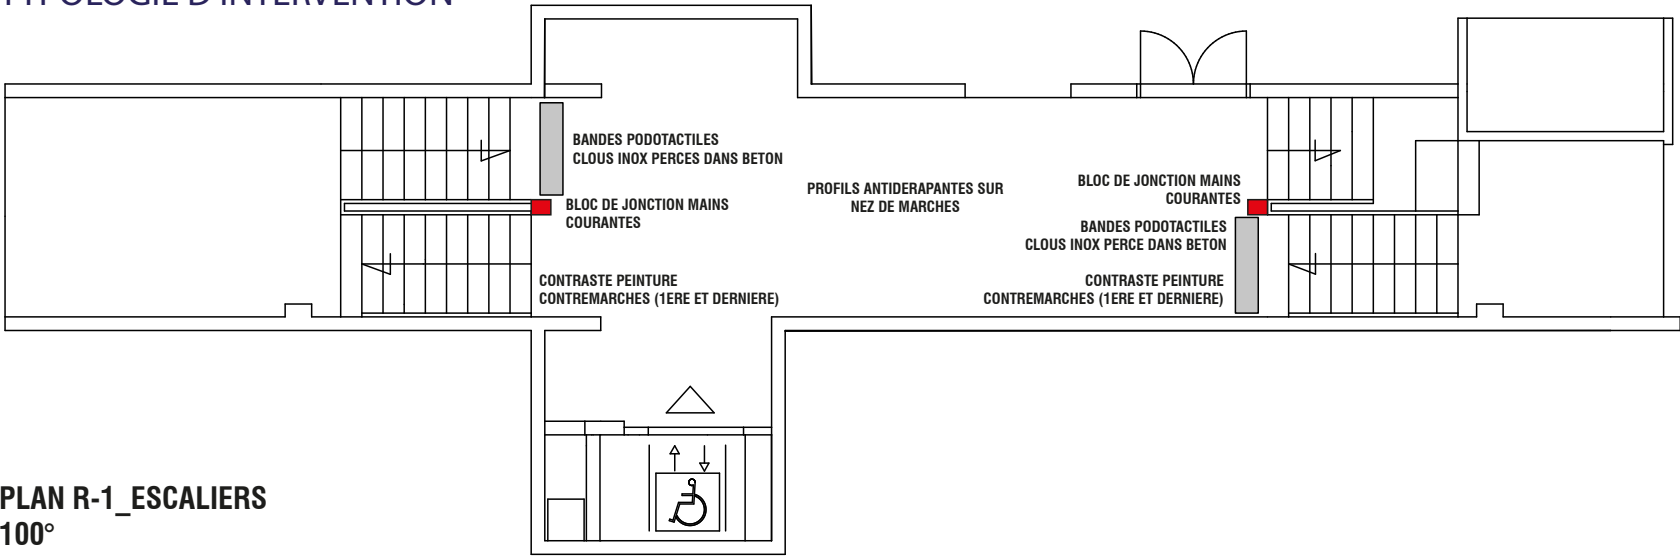 TYPOLOGIE D'INTERVENTION
BANDES PODOTACTILES
CLOUS INOX PERCES DANS BETON
BLOC DE JONCTION MAINS
COURANTES
CONTRASTE PEINTURE
CONTREMARCHES (1ERE ET DERNIERE)
PROFILS ANTIDERAPANTES SUR
NEZ DE MARCHES
BLOC DE JONCTION MAINS
COURANTES
BANDES PODOTACTILES
CLOUS INOX PERCE DANS BETON
CONTRASTE PEINTURE
CONTREMARCHES (1ERE ET DERNIERE)
PLAN R-1_ESCALIERS
100°